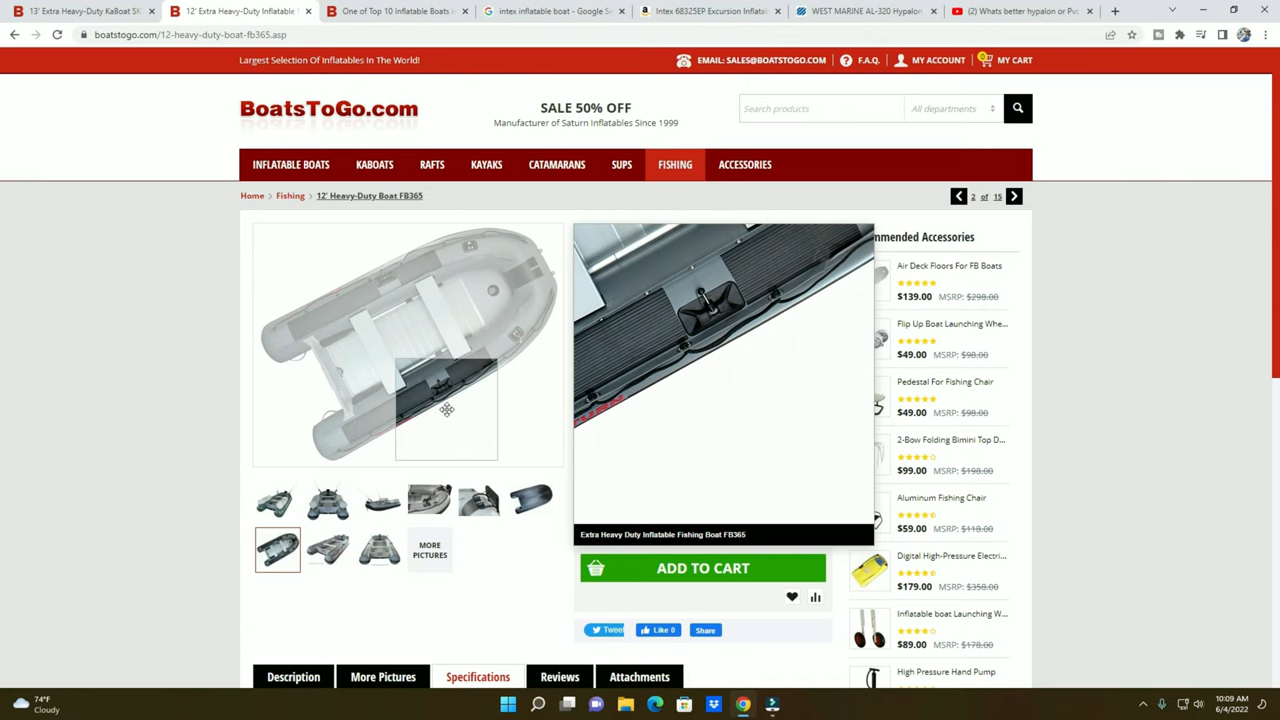 13' Extra Heavy-Duty KaBoat SK
12' Extra Heavy-Duty Inflatable
One of Top 10 Inflatable Boats in
intex inflatable boat - Google Se
Intex 68325EP Excursion Inflatab
WEST MARINE AL-320 Hypalon
(2) Whats better hypalon or Pvc
boatstogo.com/12-heavy-duty-boat-fb365.asp
Largest Selection Of Inflatables In The World!
EMAIL: SALES@BOATSTOGO.COM
F.A.Q.
MY ACCOUNT
0
MY CART
BoatsToGo.com
SALE 50% OFF
Manufacturer of Saturn Inflatables Since 1999
Search products
All departments
INFLATABLE BOATS
KABOATS
RAFTS
KAYAKS
CATAMARANS
SUPS
FISHING
ACCESSORIES
Home > Fishing > 12' Heavy-Duty Boat FB365
2 of 15
mmended Accessories
Air Deck Floors For FB Boats
$139.00 MSRP: $298.00
Flip Up Boat Launching Whe...
$49.00 MSRP: $98.00
Pedestal For Fishing Chair
$49.00 MSRP: $98.00
2-Bow Folding Bimini Top D...
$99.00 MSRP: $198.00
Aluminum Fishing Chair
$59.00 MSRP: $118.00
Digital High-Pressure Electri...
$179.00 MSRP: $358.00
Inflatable boat Launching W...
$89.00 MSRP: $178.00
High Pressure Hand Pump
Extra Heavy Duty Inflatable Fishing Boat FB365
MORE
PICTURES
ADD TO CART
Tweet
Like 0
Share
Description
More Pictures
Specifications
Reviews
Attachments
74°F
Cloudy
10:09 AM
6/4/2022